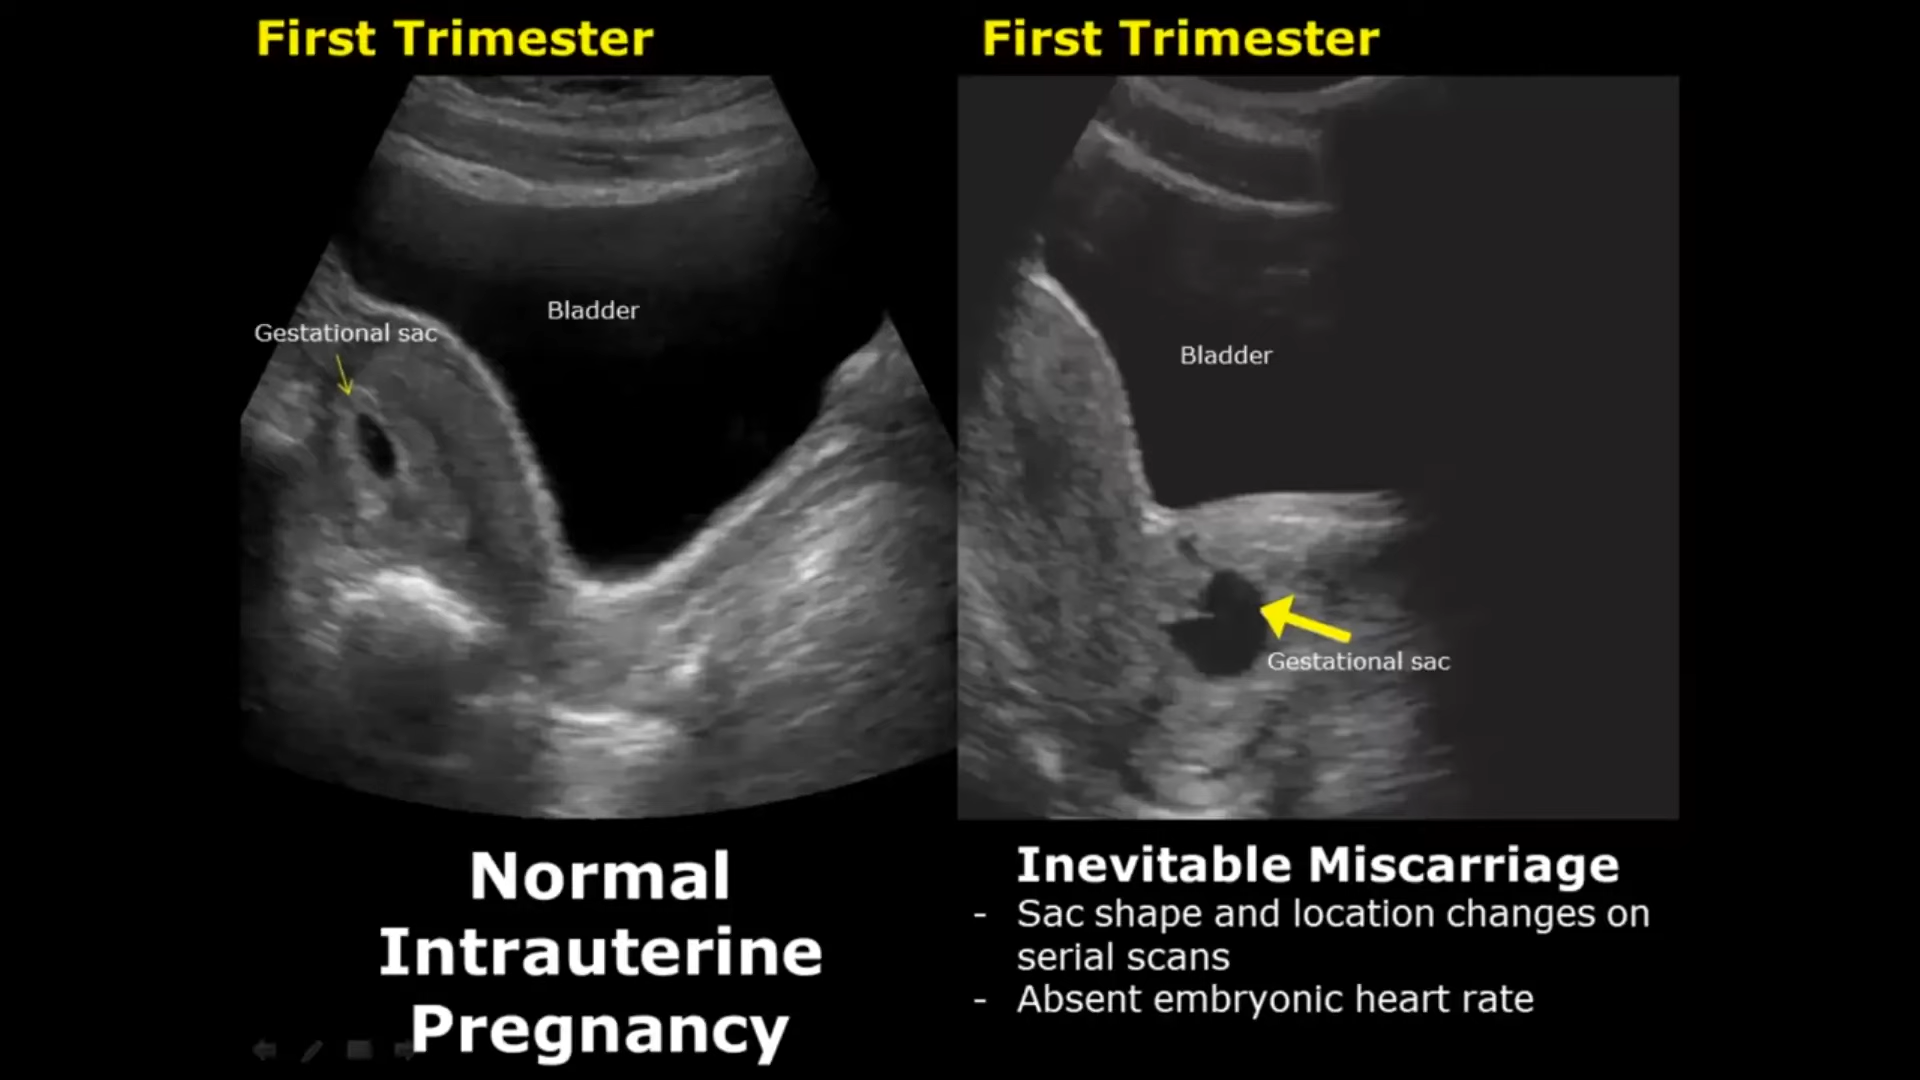 First Trimester
Gestational sac
Bladder
Normal
Intrauterine
Pregnancy
First Trimester
Bladder
Gestational sac
Inevitable Miscarriage
- Sac shape and location changes on
serial scans
- Absent embryonic heart rate